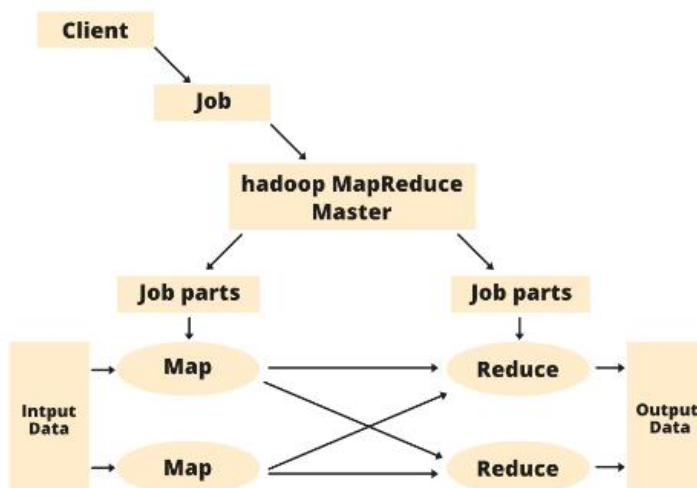 Client
Job
hadoop MapReduce
Master
Job parts
Job parts
Map
Reduce
Intput
Data
Output
Data
Map
Reduce